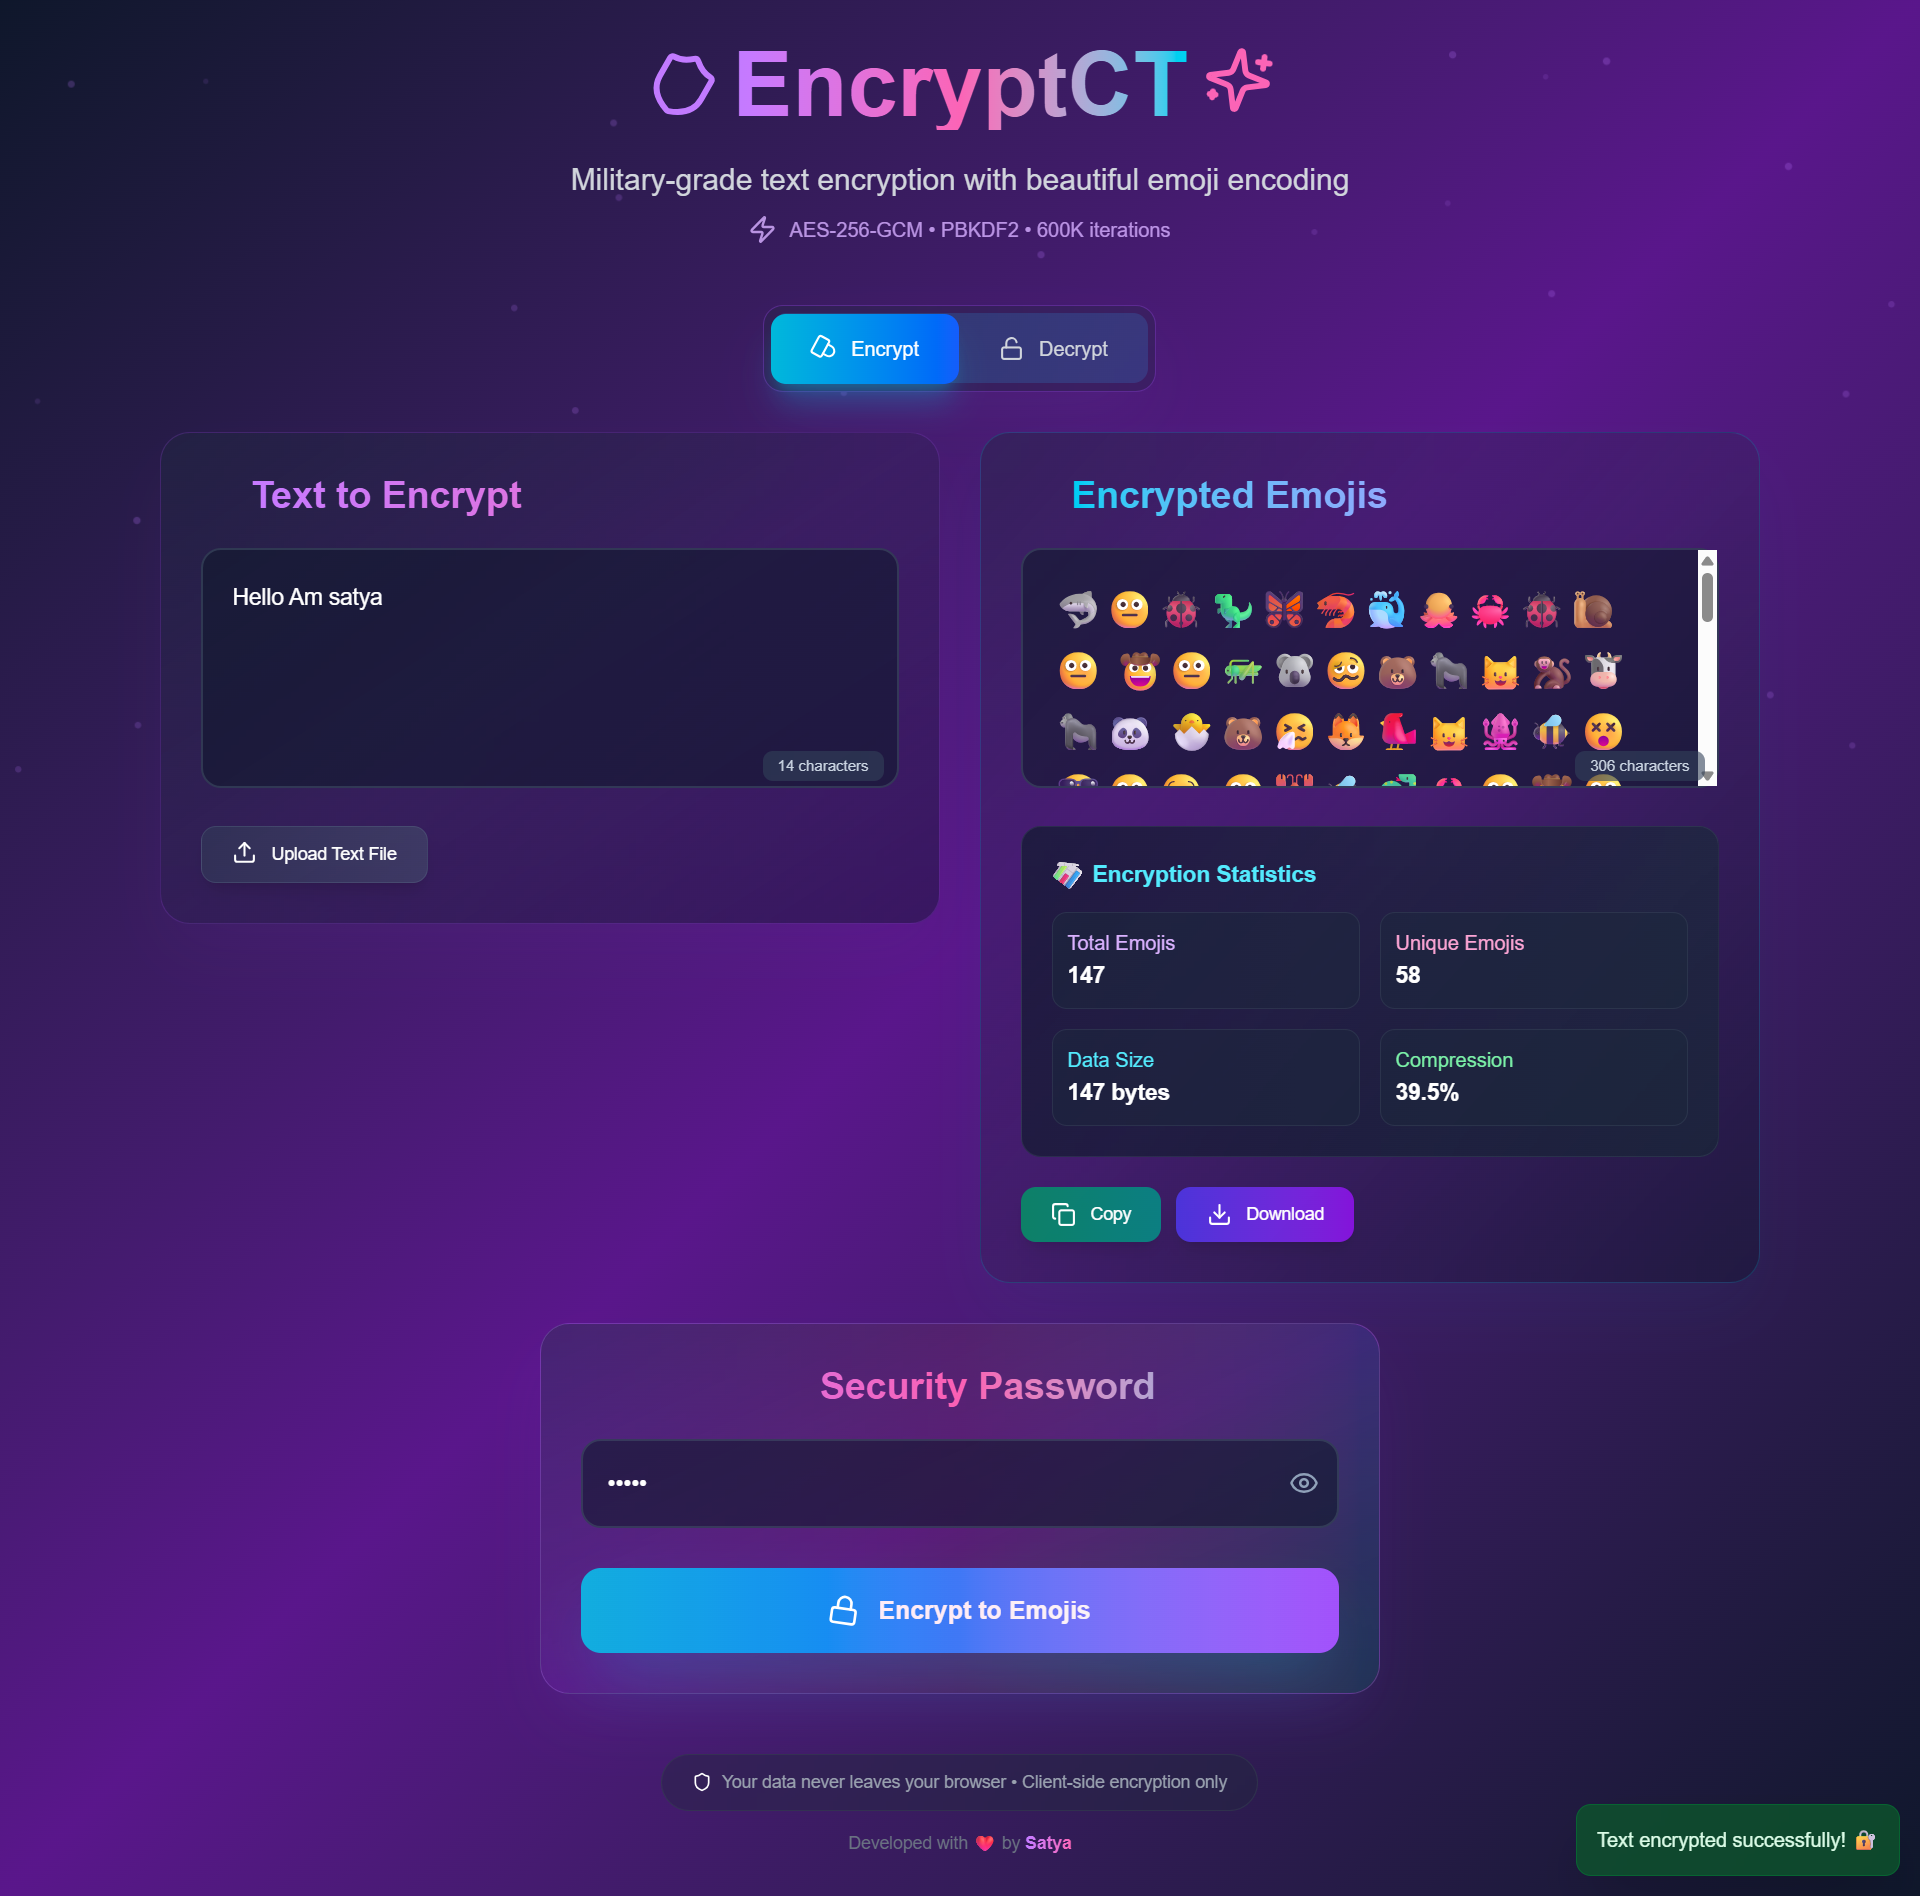 EncryptCT
Military-grade text encryption with beautiful emoji encoding
AES-256-GCM • PBKDF2 • 600K iterations
Encrypt
Decrypt
Text to Encrypt
Hello Am satya
14 characters
Upload Text File
Encrypted Emojis
306 characters
Encryption Statistics
Total Emojis
147
Unique Emojis
58
Data Size
147 bytes
Compression
39.5%
Copy
Download
Security Password
•••••
Encrypt to Emojis
Your data never leaves your browser • Client-side encryption only
Developed with ❤️ by Satya
Text encrypted successfully! 🔐